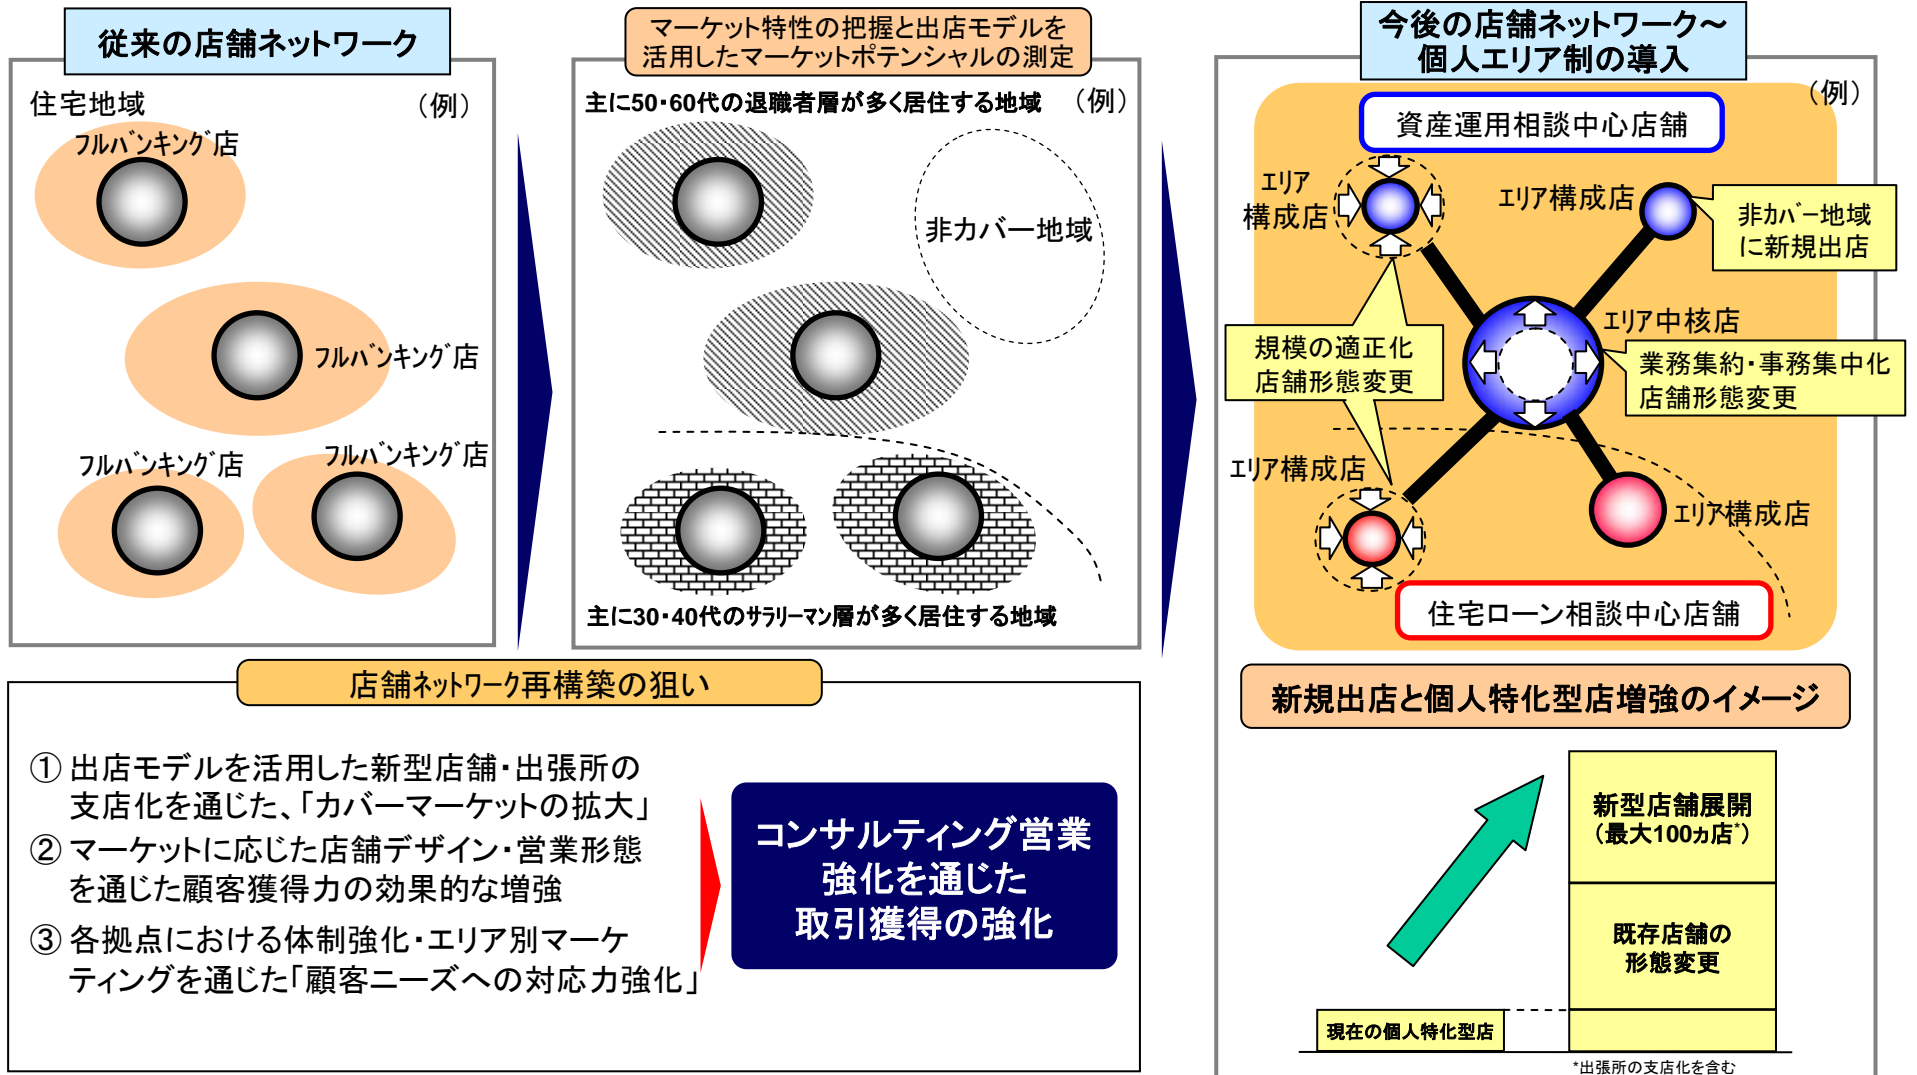 従来の店舗ネットワーク
住宅地域
（例）
フルバンキング店
フルバンキング店
フルバンキング店
フルバンキング店
マーケット特性の把握と出店モデルを
活用したマーケットポテンシャルの測定
主に50・60代の退職者層が多く居住する地域
（例）
非カバー地域
主に30・40代のサラリーマン層が多く居住する地域
今後の店舗ネットワーク～
個人エリア制の導入
（例）
資産運用相談中心店舗
エリア
構成店
エリア構成店
非カバー地域
に新規出店
エリア中核店
規模の適正化
店舗形態変更
業務集約・事務集中化
店舗形態変更
エリア構成店
エリア構成店
住宅ローン相談中心店舗
店舗ネットワーク再構築の狙い
① 出店モデルを活用した新型店舗・出張所の
支店化を通じた、「カバーマーケットの拡大」
② マーケットに応じた店舗デザイン・営業形態
を通じた顧客獲得力の効果的な増強
③ 各拠点における体制強化・エリア別マーケ
ティングを通じた「顧客ニーズへの対応力強化」
コンサルティング営業
強化を通じた
取引獲得の強化
新規出店と個人特化型店増強のイメージ
新型店舗展開
（最大100ヵ店*）
既存店舗の
形態変更
現在の個人特化型店
*出張所の支店化を含む